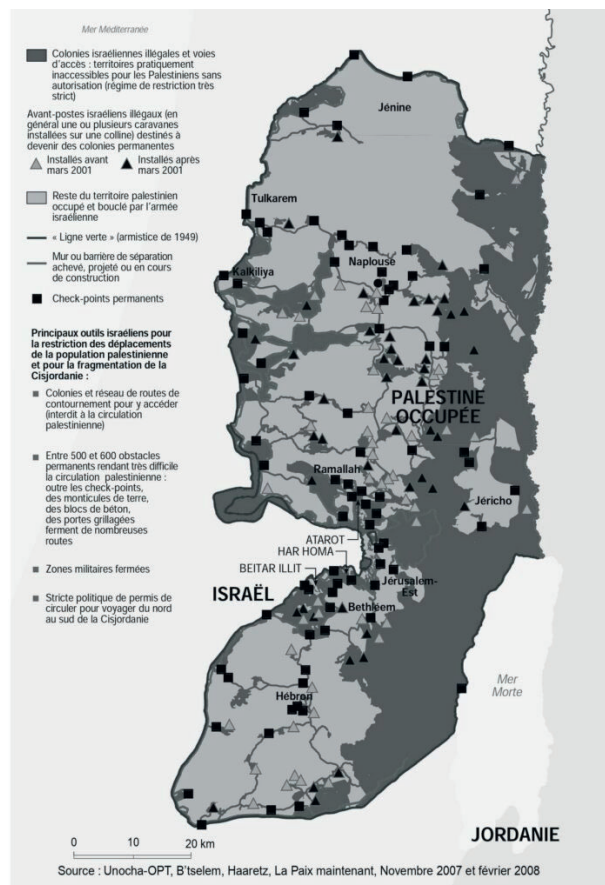 Mer Méditerranée
Colonies israéliennes illégales et voies
d'accès : territoires pratiquement
inaccessibles pour les Palestiniens sans
autorisation (régime de restriction très
strict)
Avant-postes israéliens illégaux (en
général une ou plusieurs caravanes
installées sur une colline) destinés à
devenir des colonies permanentes
Installés avant
mars 2001
Installés après
mars 2001
Reste du territoire palestinien
occupé et bouclé par l'armée
israélienne
« Ligne verte » (armistice de 1949)
Mur ou barrière de séparation
achevé, projeté ou en cours
de construction
Check-points permanents
Principaux outils israéliens pour
la restriction des déplacements
de la population palestinienne
et pour la fragmentation de la
Cisjordanie :
Colonies et réseau de routes de
contournement pour y accéder
(interdit à la circulation
palestinienne)
Entre 500 et 600 obstacles
permanents rendant très difficile
la circulation palestinienne :
outre les check-points,
des monticules de terre,
des blocs de béton,
des portes grillagées
ferment de nombreuses
routes
Zones militaires fermées
Stricte politique de permis de
circuler pour voyager du nord
au sud de la Cisjordanie
Jénine
Tulkarem
Naplouse
Kalkiliya
PALESTINE
OCCUPÉE
Ramallah
Jéricho
ATAROT
HAR HOMA
BEITAR ILLIT
Jérusalem-
Est
ISRAËL
Bethléem
Hébron
Mer
Morte
JORDANIE
0 10 20 km
Source : Unocha-OPT, B'tselem, Haaretz, La Paix maintenant, Novembre 2007 et février 2008